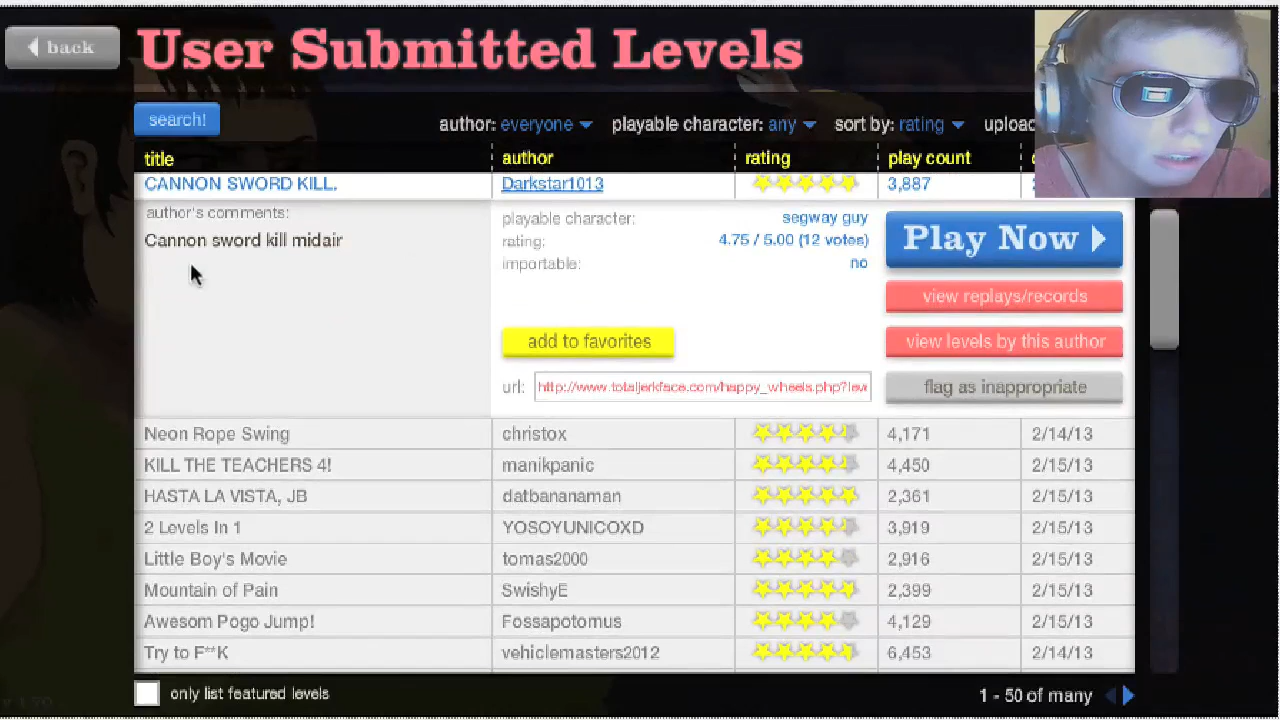 back
User Submitted Levels
search!
author: everyone playable character: any sort by: rating
title author rating play count
CANNON SWORD KILL. Darkstar1013 3,887
author's comments:
Cannon sword kill midair
playable character: segway guy
rating: 4.75 / 5.00 (12 votes)
importable: no
add to favorites
url: http://www.totaljerkface.com/happy_wheels.php?lev
Play Now
view replays/records
view levels by this author
flag as inappropriate
Neon Rope Swing christox 4,171 2/14/13
KILL THE TEACHERS 4! manikpanic 4,450 2/15/13
HASTA LA VISTA, JB datbananaman 2,361 2/15/13
2 Levels In 1 YOSOYUNICOXD 3,919 2/15/13
Little Boy's Movie tomas2000 2,916 2/15/13
Mountain of Pain SwishyE 2,399 2/15/13
Awesom Pogo Jump! Fossapotomus 4,129 2/15/13
Try to F**K vehiclemasters2012 6,453 2/14/13
only list featured levels
1 - 50 of many